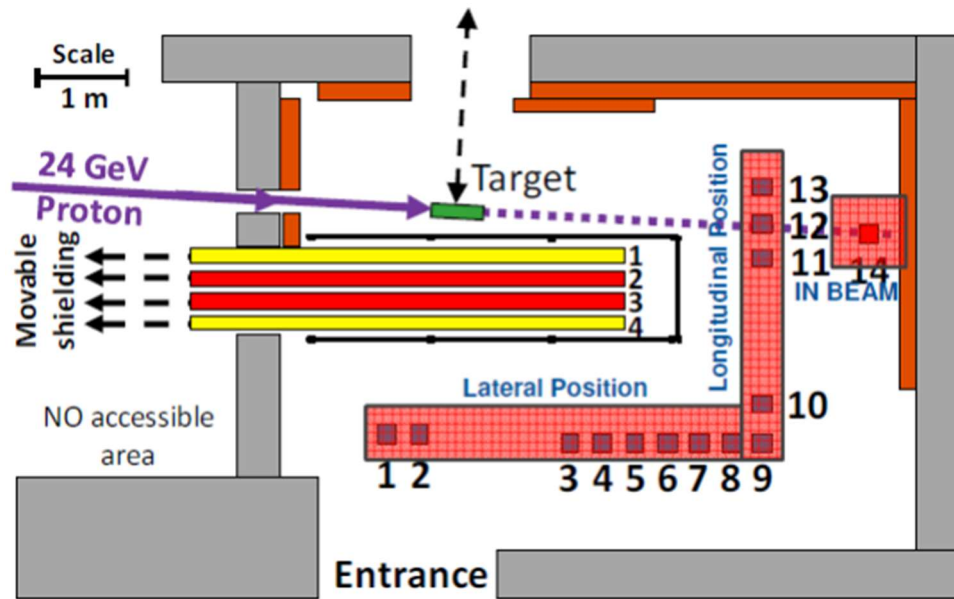 Scale
1 m
24 GeV
Proton
Target
Movable
shielding
1
2
3
4
Longitudinal Position
13
12
11
14
IN BEAM
10
Lateral Position
NO accessible
area
1 2 3 4 5 6 7 8 9
Entrance